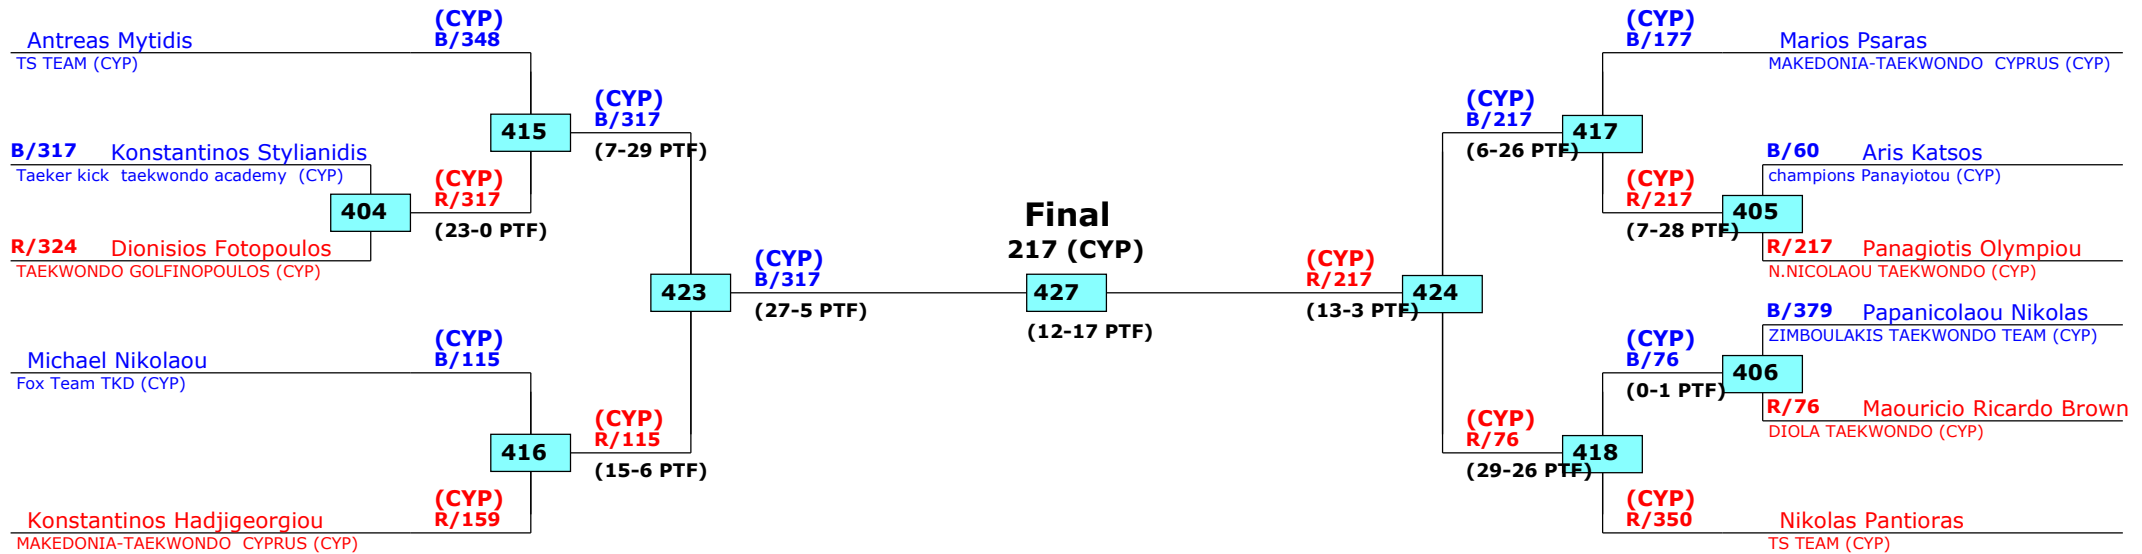 (CYP)
Antreas Mytidis B/348
TS TEAM (CYP)
415
(CYP)
B/317
(7-29 PTF)
B/317 Konstantinos Stylianidis
Taeker kick taekwondo academy (CYP)
404
(CYP)
R/317
(23-0 PTF)
R/324 Dionisios Fotopoulos
TAEKWONDO GOLFINOPOULOS (CYP)
423
(CYP)
B/317
(27-5 PTF)
(CYP)
Michael Nikolaou B/115
Fox Team TKD (CYP)
416
(CYP)
R/115
(15-6 PTF)
(CYP)
Konstantinos Hadjigeorgiou R/159
MAKEDONIA-TAEKWONDO CYPRUS (CYP)
Final
217 (CYP)
427
(12-17 PTF)
(CYP)
B/177 Marios Psaras
MAKEDONIA-TAEKWONDO CYPRUS (CYP)
(CYP)
B/217
417
(6-26 PTF)
B/60 Aris Katsos
champions Panayiotou (CYP)
(CYP)
R/217
405
(7-28 PTF)
R/217 Panagiotis Olympiou
N.NICOLAOU TAEKWONDO (CYP)
(CYP)
R/217
424
(13-3 PTF)
B/379 Papanicolaou Nikolas
ZIMBOULAKIS TAEKWONDO TEAM (CYP)
(CYP)
B/76
406
(0-1 PTF)
R/76 Maouricio Ricardo Brown
DIOLA TAEKWONDO (CYP)
(CYP)
R/76
418
(29-26 PTF)
(CYP)
R/350 Nikolas Pantioras
TS TEAM (CYP)